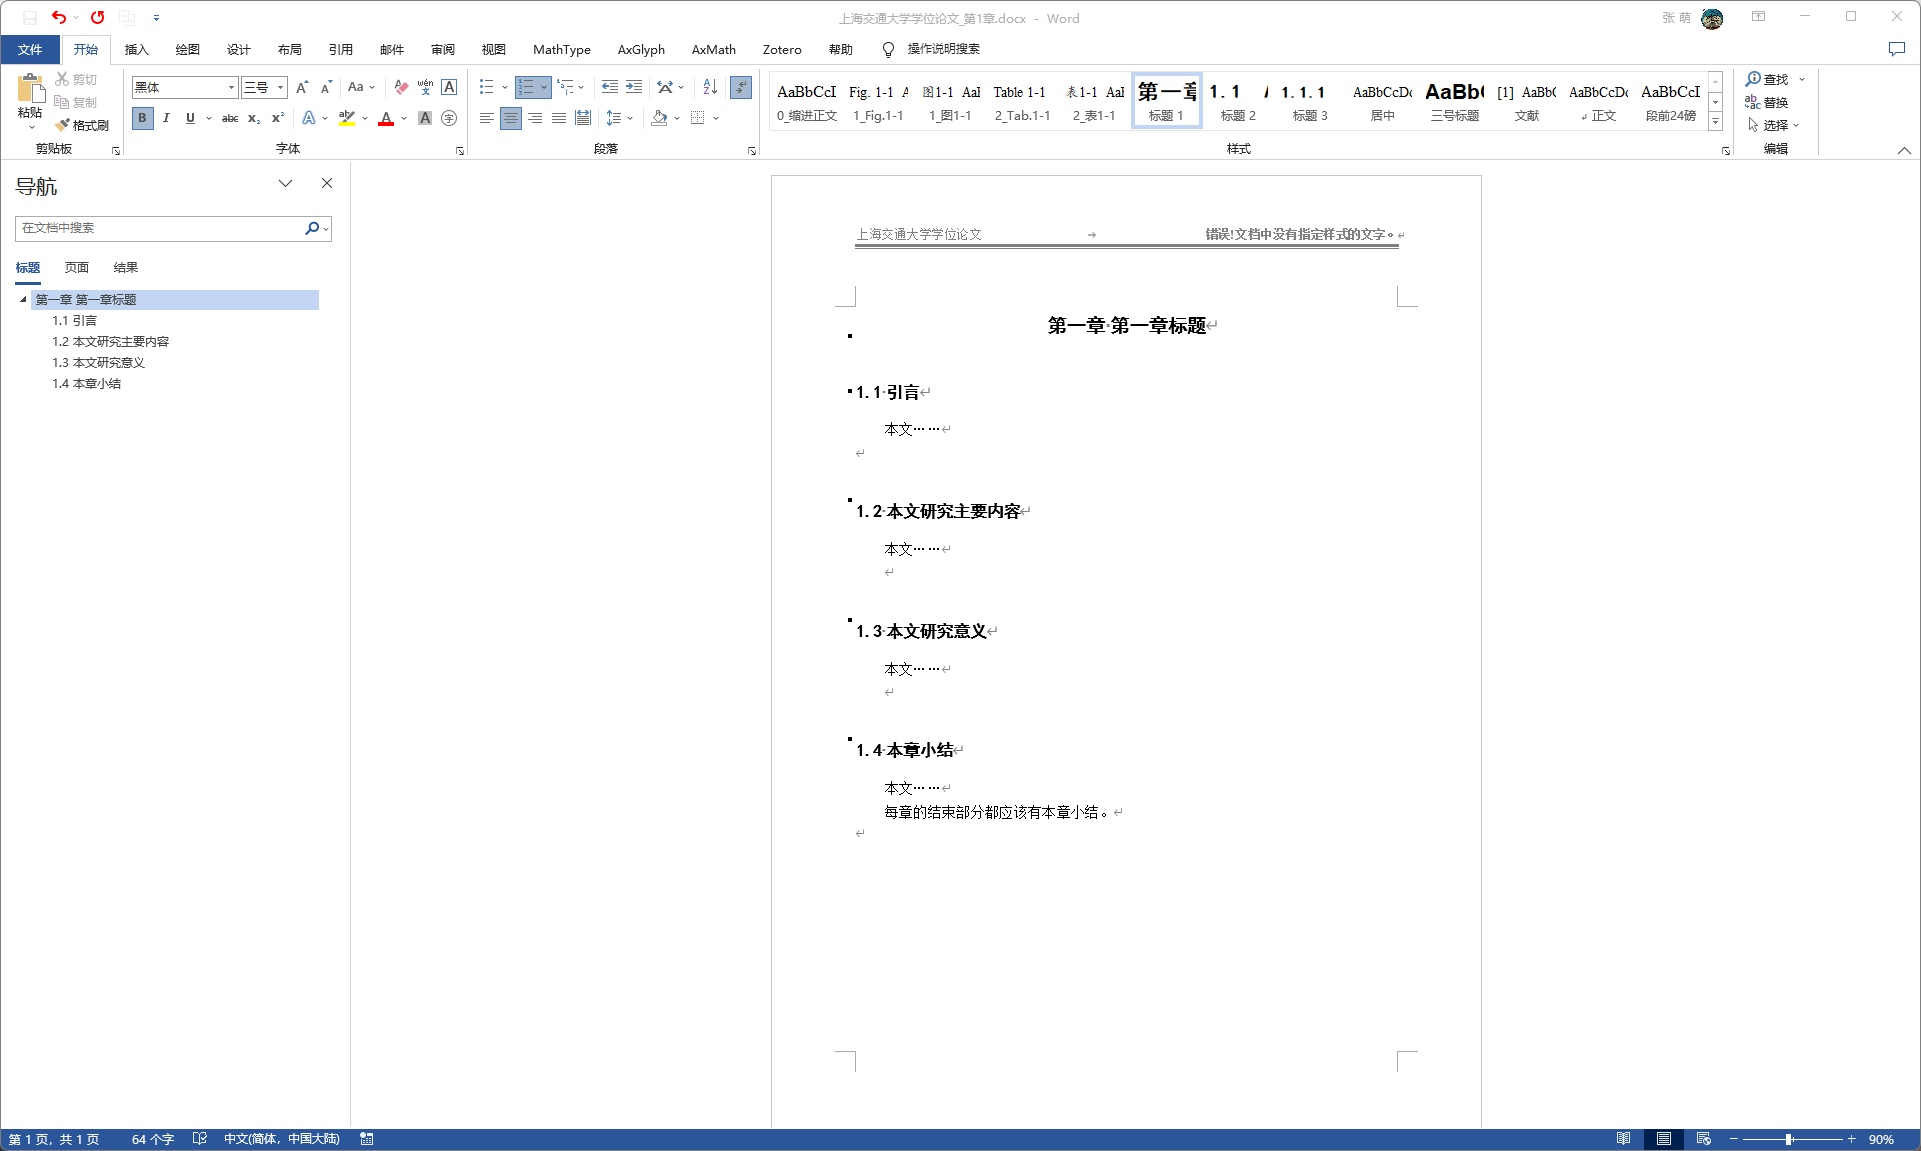 上海交通大学学位论文_第1章.docx - Word
张 萌
文件 开始 插入 绘图 设计 布局 引用 邮件 审阅 视图 MathType AxGlyph AxMath Zotero 帮助 操作说明搜索
粘贴
剪切
复制
格式刷
剪贴板
黑体 三号
字体
段落
AaBbCcI Fig. 1-1 图1-1 AaI Table 1-1 表1-1 第一章 1. 1 1. 1. 1 AaBbCcDc AaBb [1] AaBb AaBbCcDc AaBbCcI
0_缩进正文 1_Fig.1-1 1_图1-1 2_Tab.1-1 2_表1-1 标题 1 标题 2 标题 3 居中 三号标题 文献 正文 段前24磅
样式
查找
替换
选择
编辑
导航
在文档中搜索
标题 页面 结果
第一章 第一章标题
1.1 引言
1.2 本文研究主要内容
1.3 本文研究意义
1.4 本章小结
上海交通大学学位论文 错误!文档中没有指定样式的文字。
第一章 第一章标题
1.1 引言
本文……
1.2 本文研究主要内容
本文……
1.3 本文研究意义
本文……
1.4 本章小结
本文……
每章的结束部分都应该有本章小结。
第 1 页, 共 1 页 64 个字 中文(简体, 中国大陆) 90%